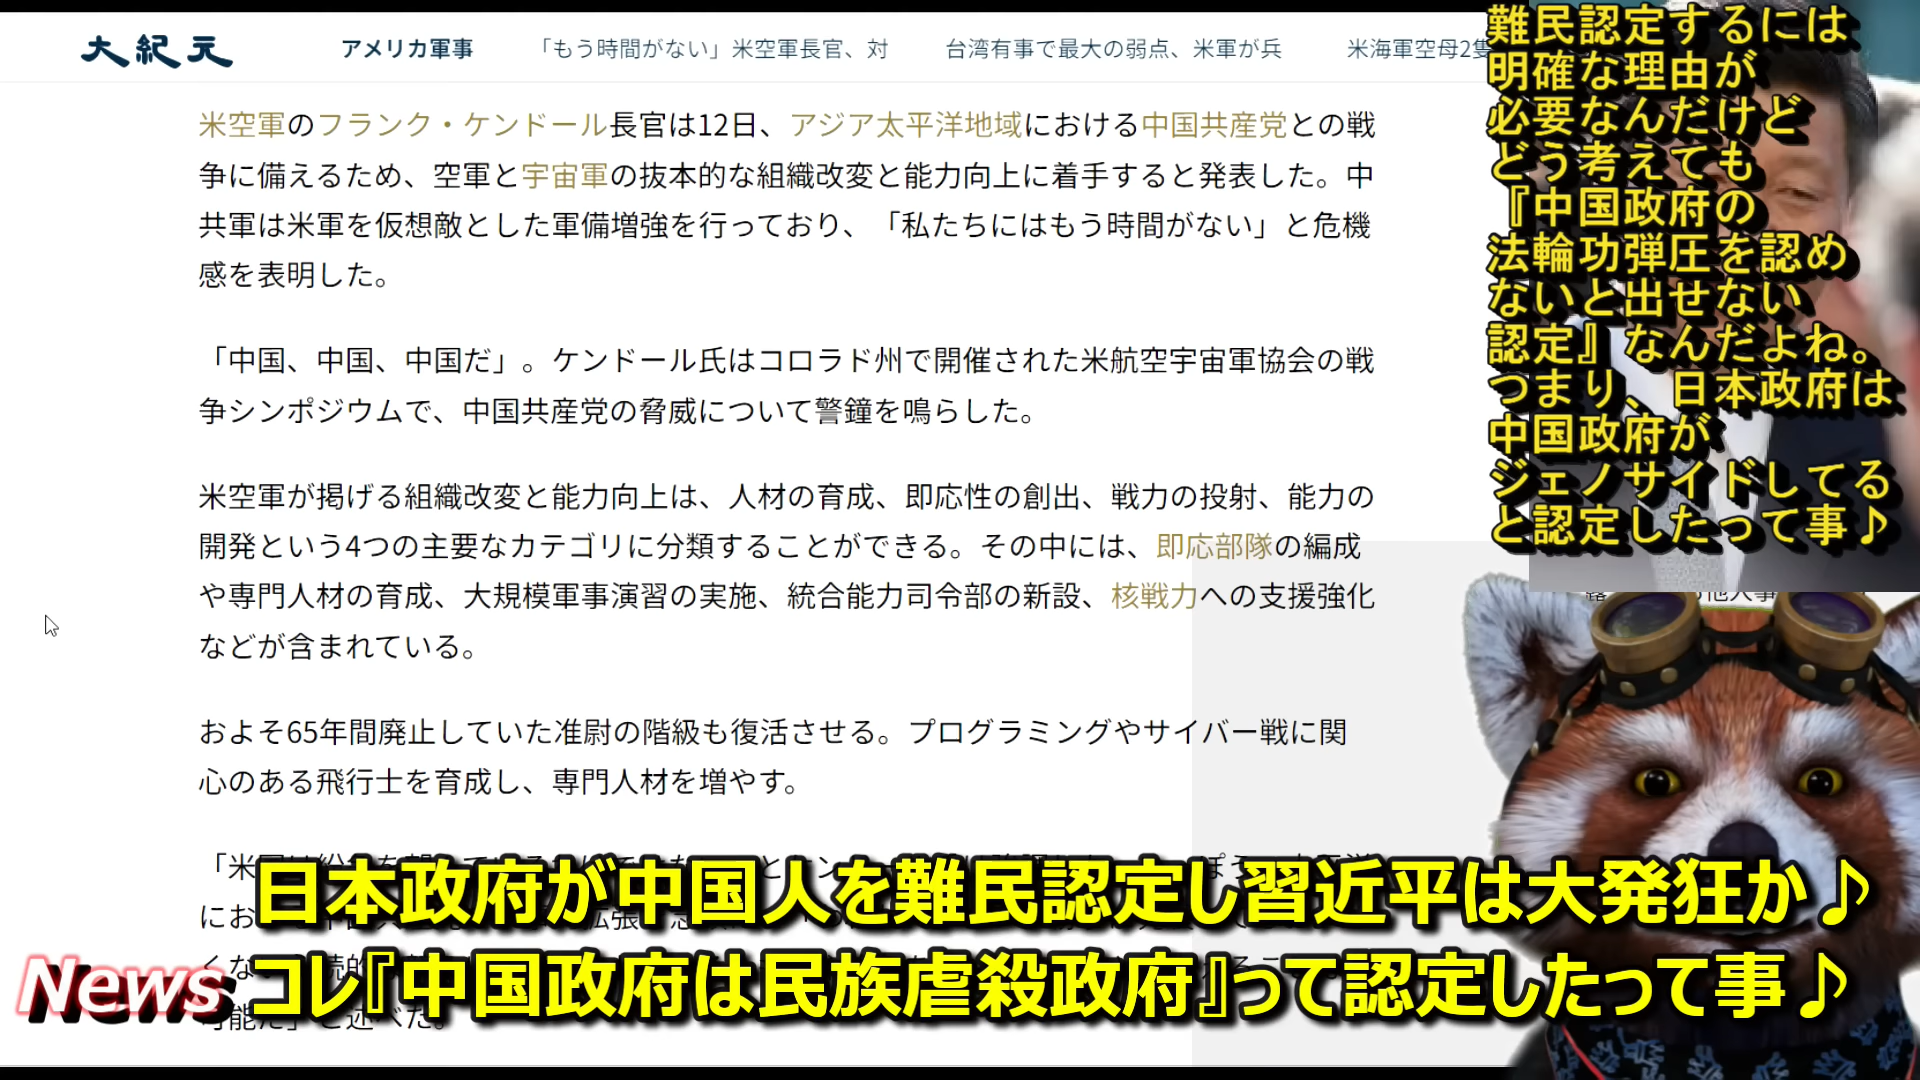 大紀元
アメリカ軍事
「もう時間がない」米空軍長官、対
台湾有事で最大の弱点、米軍が兵
米海軍空母2隻
米空軍のフランク・ケンドール長官は12日、アジア太平洋地域における中国共産党との戦
争に備えるため、空軍と宇宙軍の抜本的な組織改変と能力向上に着手すると発表した。中
共軍は米軍を仮想敵とした軍備増強を行っており、「私たちにはもう時間がない」と危機
感を表明した。
「中国、中国、中国だ」。ケンドール氏はコロラド州で開催された米航空宇宙軍協会の戦
争シンポジウムで、中国共産党の脅威について警鐘を鳴らした。
米空軍が掲げる組織改変と能力向上は、人材の育成、即応性の創出、戦力の投射、能力の
開発という4つの主要なカテゴリに分類することができる。その中には、即応部隊の編成
や専門人材の育成、大規模軍事演習の実施、統合能力司令部の新設、核戦力への支援強化
などが含まれている。
およそ65年間廃止していた准尉の階級も復活させる。プログラミングやサイバー戦に関
心のある飛行士を育成し、専門人材を増やす。
難民認定するには
明確な理由が
必要なんだけど
どう考えても
『中国政府の
法輪功弾圧を認め
ないと出せない
認定』なんだよね。
つまり、日本政府は
中国政府が
ジェノサイドしてる
と認定したって事♪
日本政府が中国人を難民認定し習近平は大発狂か♪
News
コレ『中国政府は民族虐殺政府』って認定したって事♪